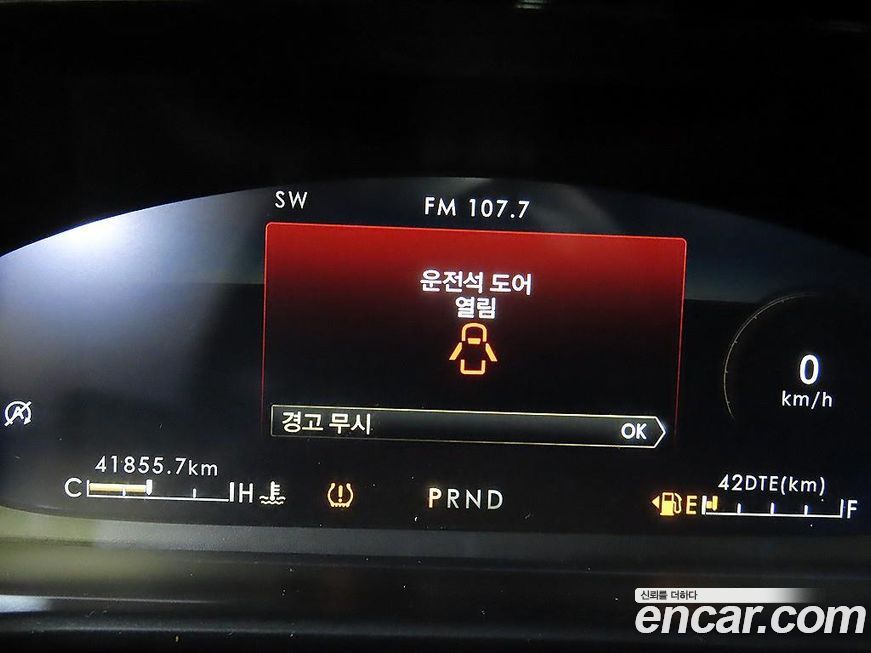 SW
FM 107.7
운전석 도어
열림
0
km/h
경고 무시 OK
A
41855.7km
C H
PRND
42DTE(km)
E F
신뢰를 더하다
encar.com